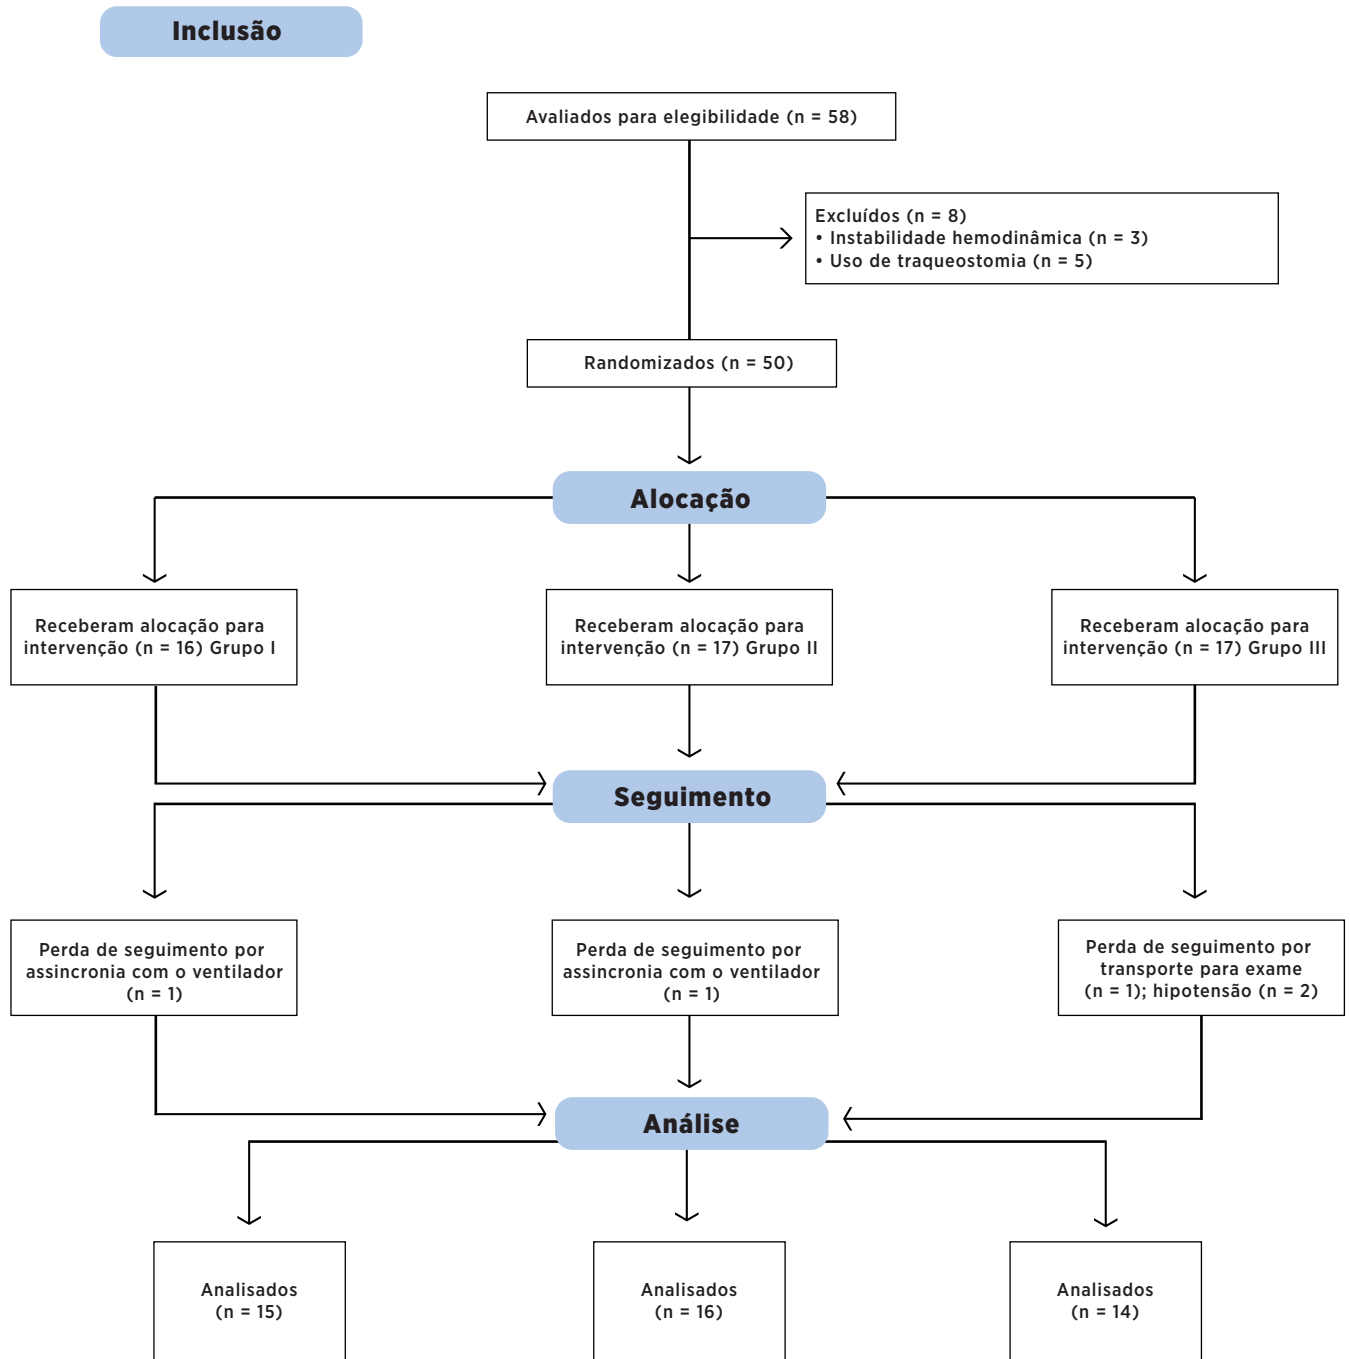 Inclusão
Avaliados para elegibilidade (n = 58)
Excluídos (n = 8)
• Instabilidade hemodinâmica (n = 3)
• Uso de traqueostomia (n = 5)
Randomizados (n = 50)
Alocação
Receberam alocação para
intervenção (n = 16) Grupo I
Receberam alocação para
intervenção (n = 17) Grupo II
Receberam alocação para
intervenção (n = 17) Grupo III
Seguimento
Perda de seguimento por
assincronia com o ventilador
(n = 1)
Perda de seguimento por
assincronia com o ventilador
(n = 1)
Perda de seguimento por
transporte para exame
(n = 1); hipotensão (n = 2)
Análise
Analisados
(n = 15)
Analisados
(n = 16)
Analisados
(n = 14)